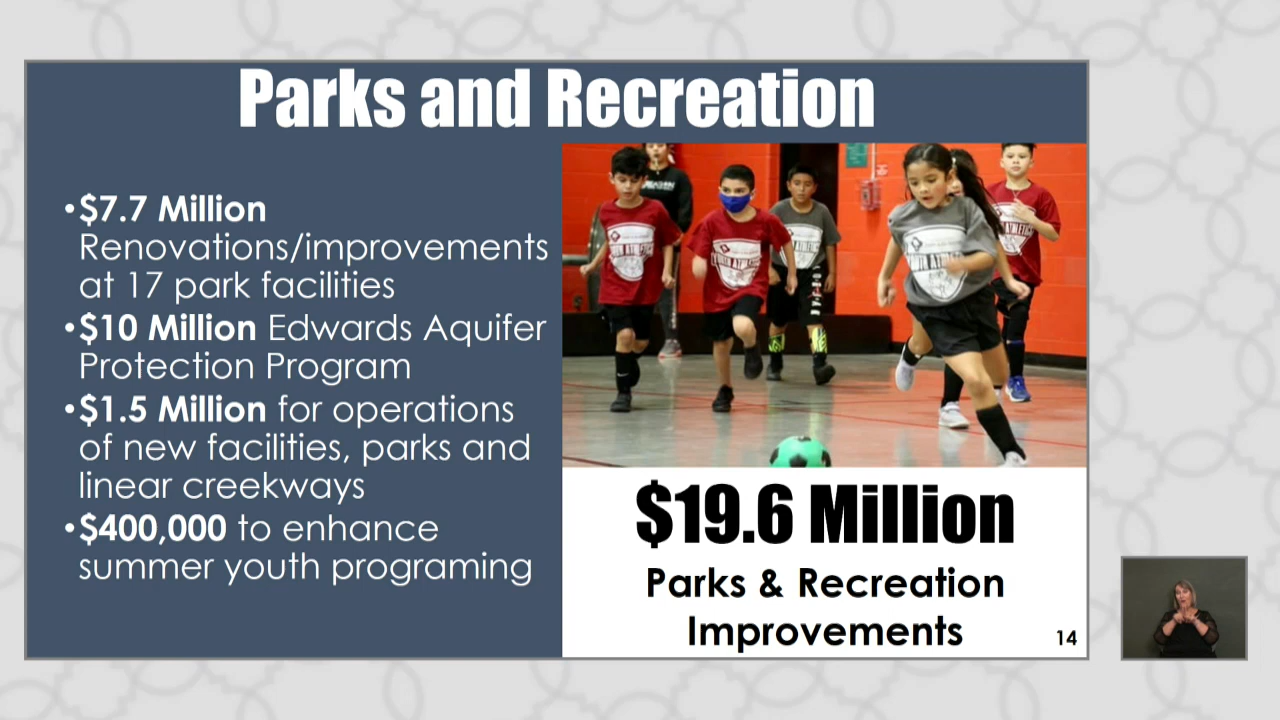 Parks and Recreation
•$7.7 Million
Renovations/improvements
at 17 park facilities
•$10 Million Edwards Aquifer
Protection Program
•$1.5 Million for operations
of new facilities, parks and
linear creekways
•$400,000 to enhance
summer youth programing
$19.6 Million
Parks & Recreation
Improvements
14